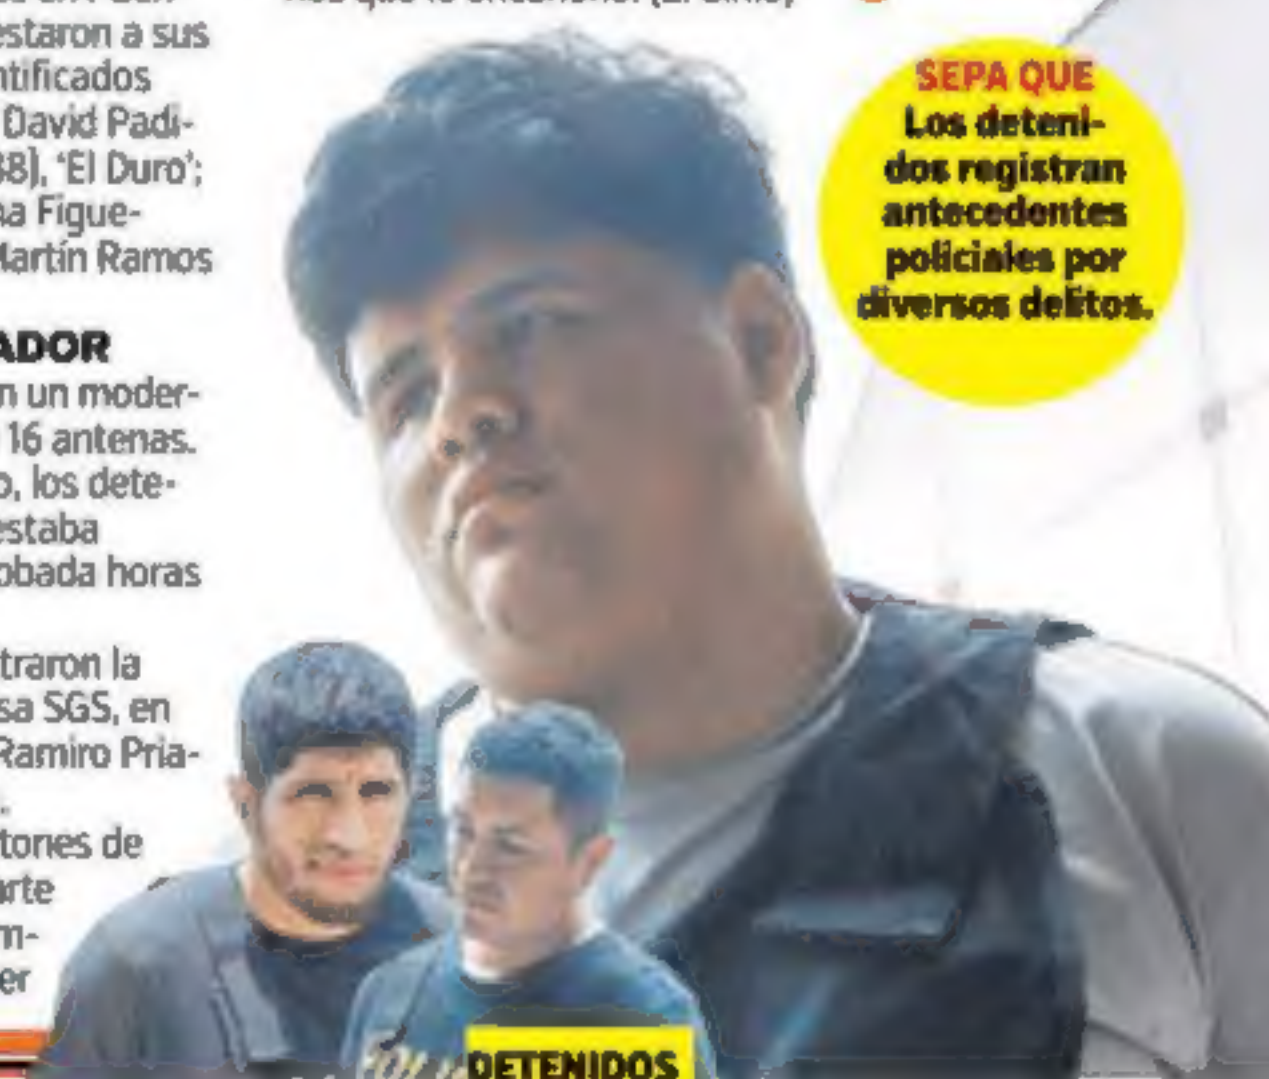 estaron a sus
ntificados
David Padi-
38), 'El Duro';
na Figue-
Martín Ramos
ADOR
n un moder-
16 antenas.
o, los dete-
estaba
obada horas
traron la
sa SGS, en
Ramiro Pria-
.
tones de
arte
m-
er
SEPA QUE
Los deteni-
dos registran
antecedentes
policiales por
diversos delitos.
DETENIDOS